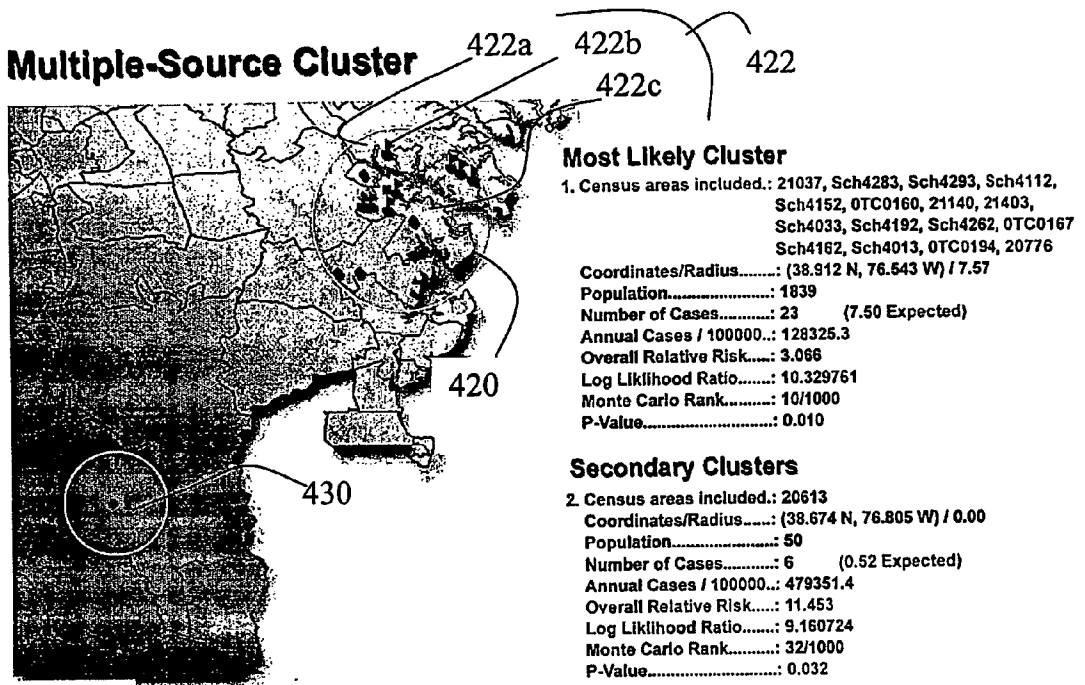 Multiple-Source Cluster
422a
422b
422c
422
420
430
Most Likely Cluster
1. Census areas included.: 21037, Sch4283, Sch4293, Sch4112,
Sch4152, 0TC0160, 21140, 21403,
Sch4033, Sch4192, Sch4262, 0TC0167
Sch4162, Sch4013, 0TC0194, 20776
Coordinates/Radius........: (38.912 N, 76.543 W) / 7.57
Population......................: 1839
Number of Cases............: 23 (7.50 Expected)
Annual Cases / 100000..: 128325.3
Overall Relative Risk.....: 3.066
Log Liklihood Ratio.......: 10.329761
Monte Carlo Rank..........: 10/1000
P-Value............................: 0.010
Secondary Clusters
2. Census areas included.: 20613
Coordinates/Radius......: (38.674 N, 76.805 W) / 0.00
Population......................: 50
Number of Cases...........: 6 (0.52 Expected)
Annual Cases / 100000..: 479351.4
Overall Relative Risk.....: 11.453
Log Liklihood Ratio.......: 9.160724
Monte Carlo Rank..........: 32/1000
P-Value............................: 0.032